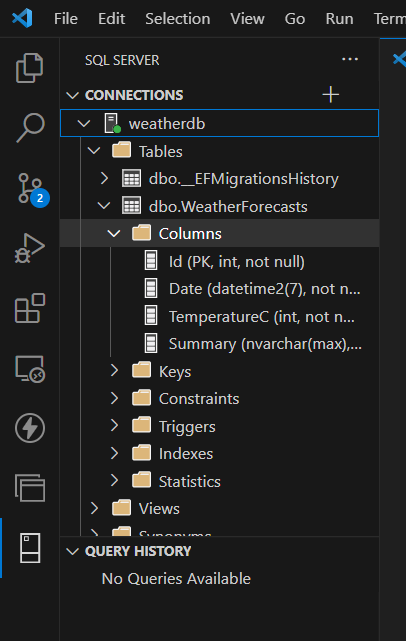 File Edit Selection View Go Run Term
SQL SERVER ...
CONNECTIONS
weatherdb
Tables
dbo.__EFMigrationsHistory
dbo.WeatherForecasts
Columns
Id (PK, int, not null)
2
Date (datetime2(7), not n...
TemperatureC (int, not n...
Summary (nvarchar(max),...
Keys
Constraints
Triggers
Indexes
Statistics
Views
Synonyms
QUERY HISTORY
No Queries Available